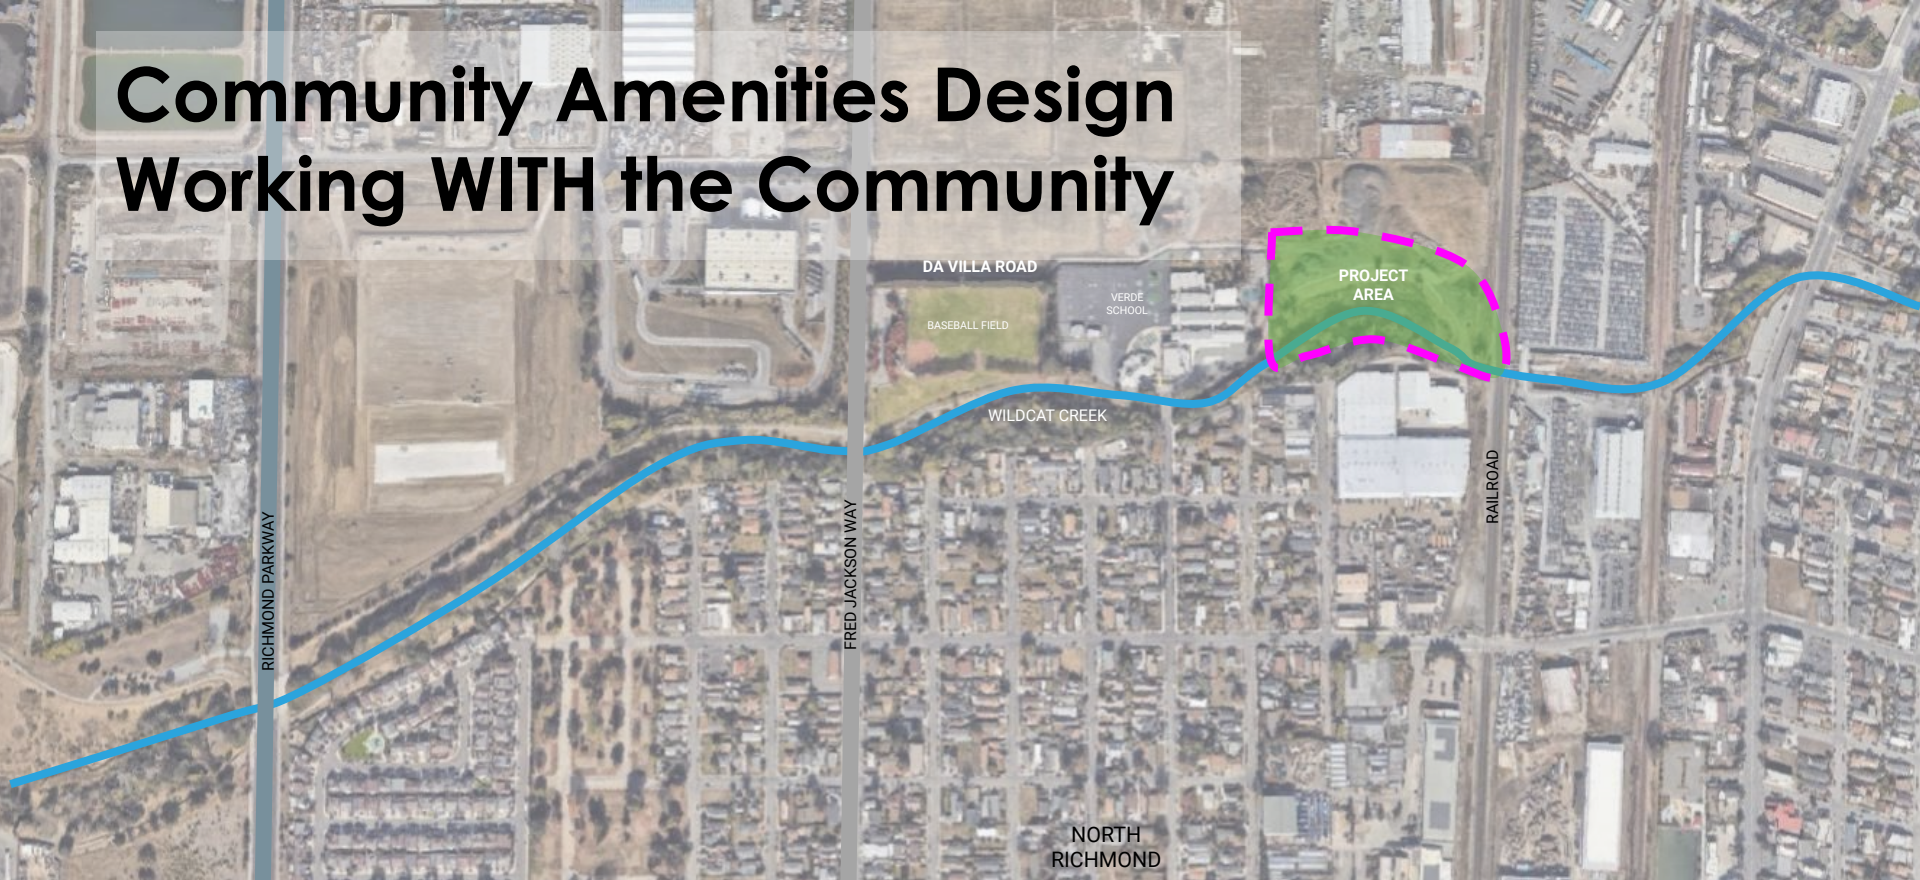 Community Amenities Design
Working WITH the Community
DA VILLA ROAD
VERDE
SCHOOL
BASEBALL FIELD
PROJECT
AREA
WILDCAT CREEK
RICHMOND PARKWAY
FRED JACKSON WAY
RAILROAD
NORTH
RICHMOND